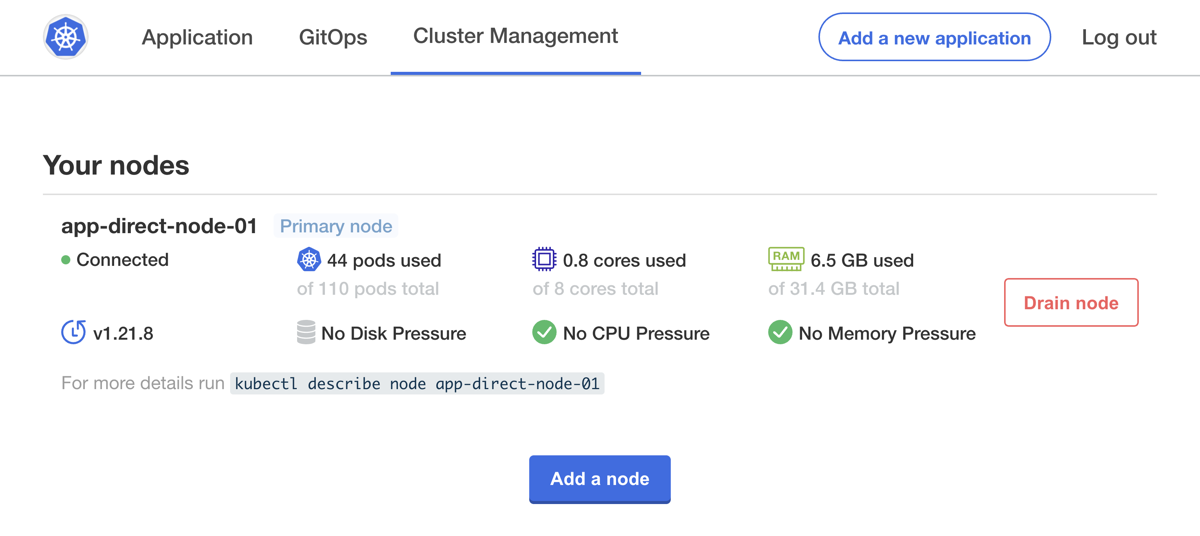 Application GitOps Cluster Management Add a new application Log out
Your nodes
app-direct-node-01 Primary node
Connected 44 pods used 0.8 cores used RAM 6.5 GB used
of 110 pods total of 8 cores total of 31.4 GB total
Drain node
v1.21.8 No Disk Pressure No CPU Pressure No Memory Pressure
For more details run kubectl describe node app-direct-node-01
Add a node